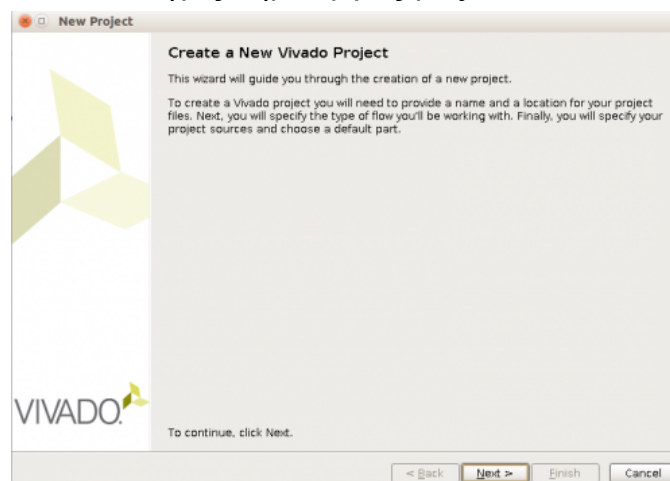 New Project
Create a New Vivado Project
This wizard will guide you through the creation of a new project.
To create a Vivado project you will need to provide a name and a location for your project
files. Next, you will specify the type of flow you'll be working with. Finally, you will specify your
project sources and choose a default part.
VIVADO.
To continue, click Next.
< Back Next > Finish Cancel